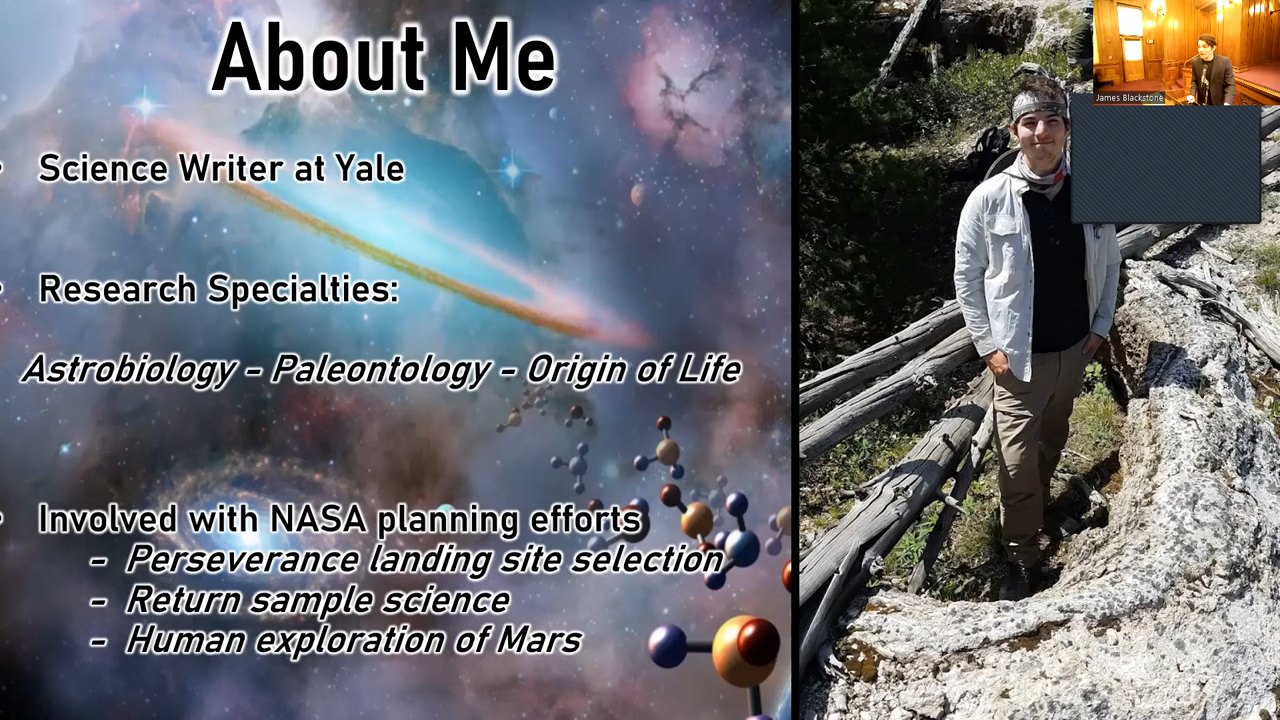 About Me
Science Writer at Yale
Research Specialties:
Astrobiology - Paleontology - Origin of Life
Involved with NASA planning efforts
- Perseverance landing site selection
- Return sample science
- Human exploration of Mars
James Blackstone